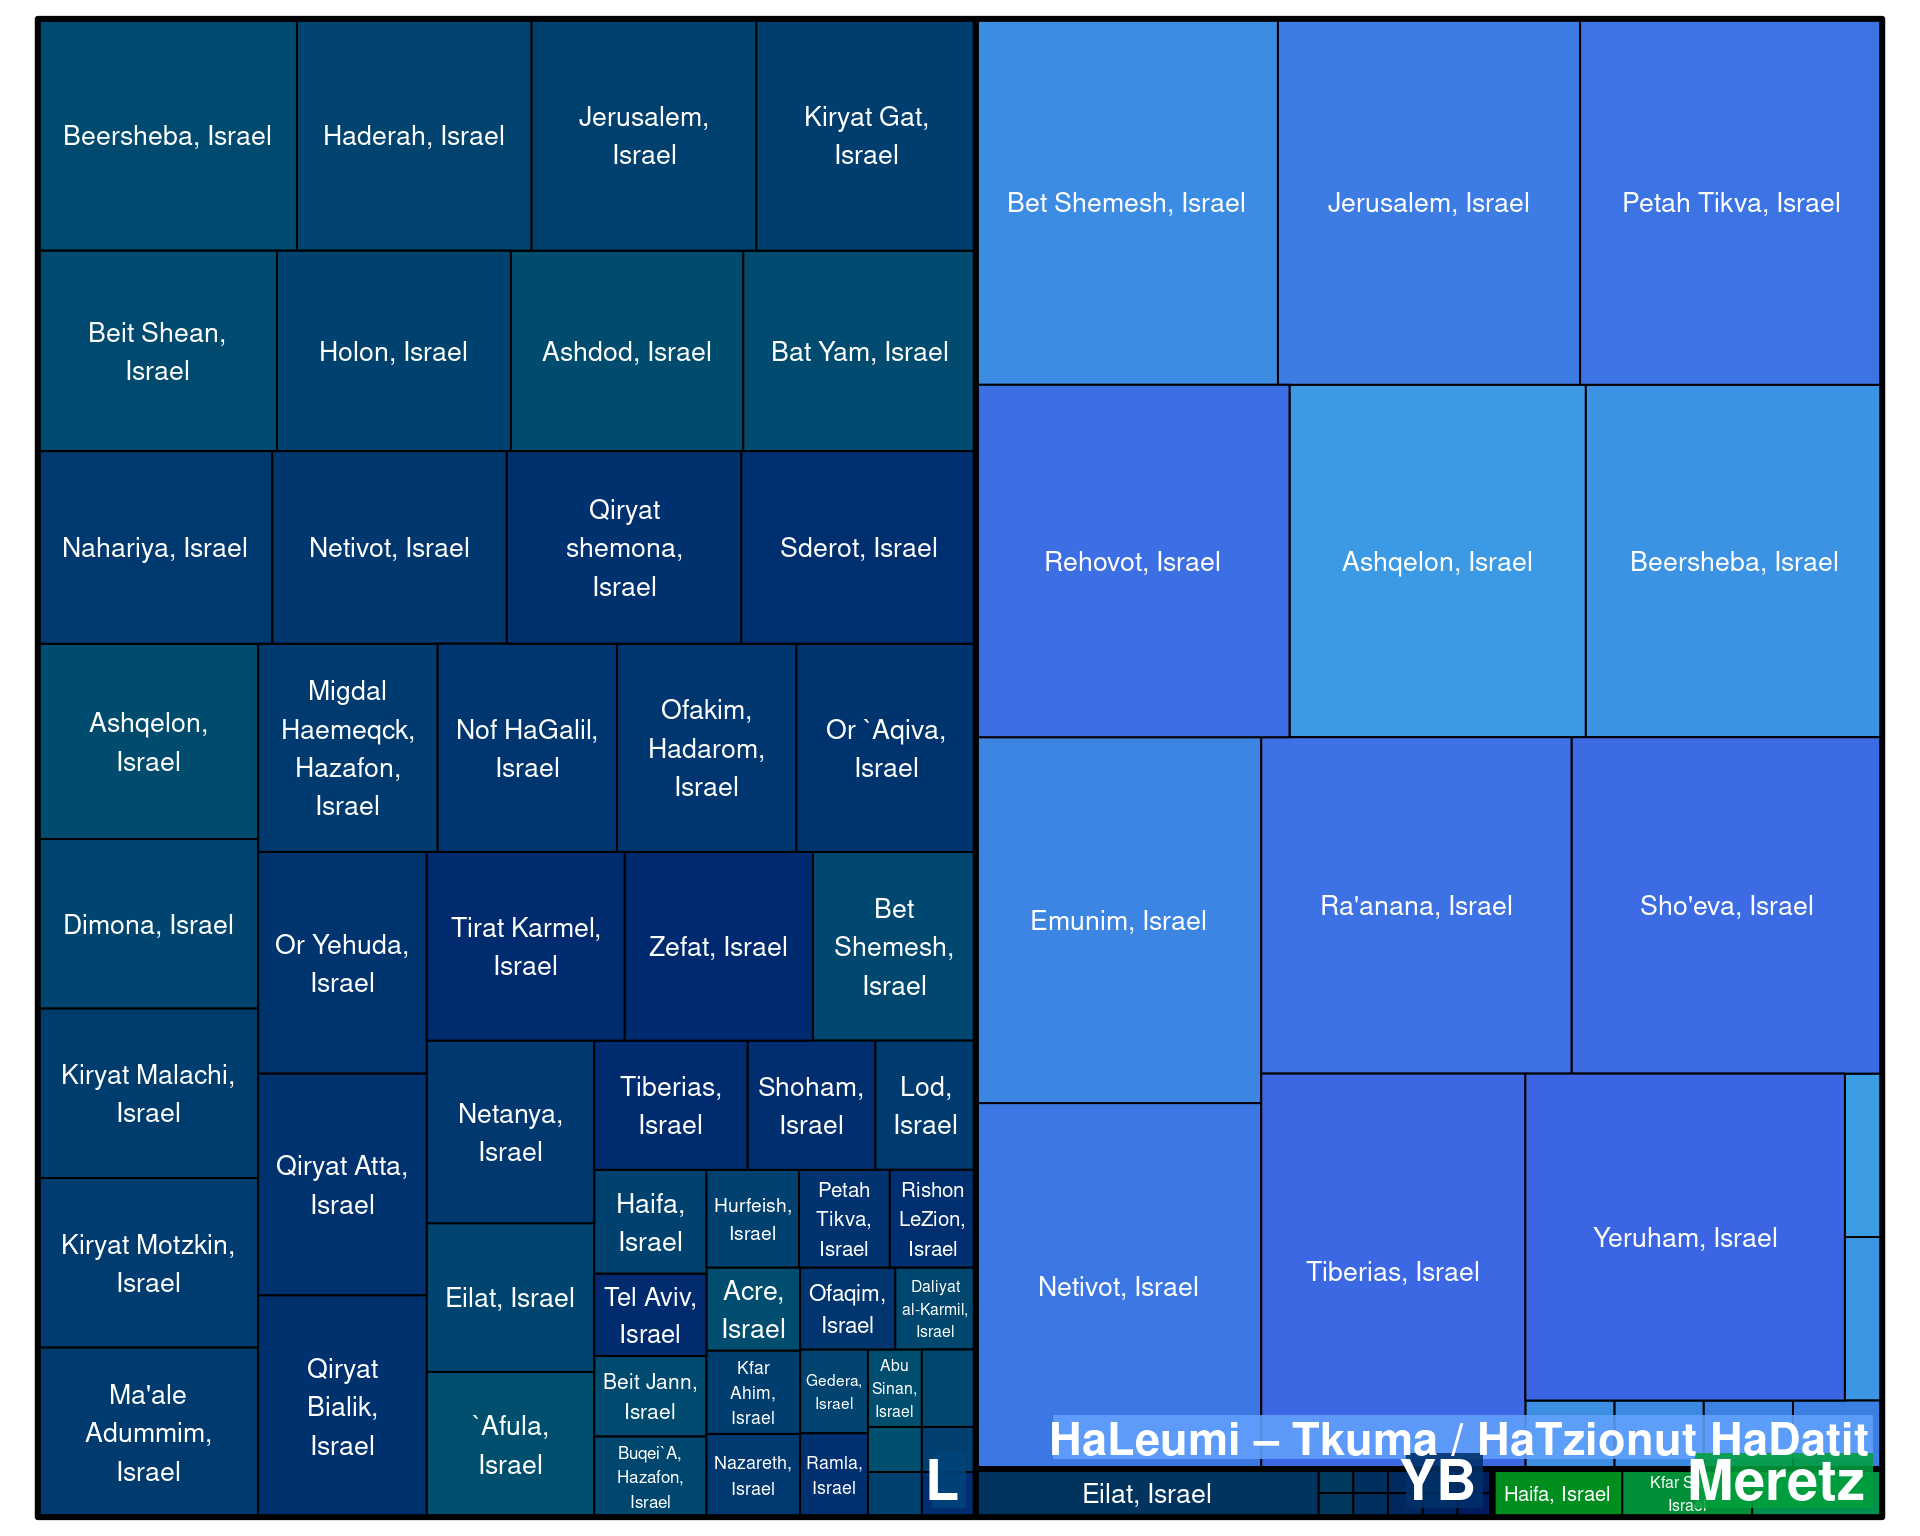 Beersheba, Israel
Haderah, Israel
Jerusalem,
Israel
Kiryat Gat,
Israel
Beit Shean,
Israel
Holon, Israel
Ashdod, Israel
Bat Yam, Israel
Nahariya, Israel
Netivot, Israel
Qiryat
shemona,
Israel
Sderot, Israel
Ashqelon,
Israel
Migdal
Haemeqck,
Hazafon,
Israel
Nof HaGalil,
Israel
Ofakim,
Hadarom,
Israel
Or `Aqiva,
Israel
Dimona, Israel
Or Yehuda,
Israel
Tirat Karmel,
Israel
Zefat, Israel
Bet
Shemesh,
Israel
Kiryat Malachi,
Israel
Kiryat Motzkin,
Israel
Ma'ale
Adummim,
Israel
Qiryat Atta,
Israel
Qiryat
Bialik,
Israel
Netanya,
Israel
Eilat, Israel
`Afula,
Israel
Tiberias,
Israel
Shoham,
Israel
Lod,
Israel
Haifa,
Israel
Hurfeish,
Israel
Petah
Tikva,
Israel
Rishon
LeZion,
Israel
Tel Aviv,
Israel
Acre,
Israel
Ofaqim,
Israel
Daliyat
al-Karmil,
Israel
Beit Jann,
Israel
Kfar
Ahim,
Israel
Gedera,
Israel
Abu
Sinan,
Israel
Buqei`A,
Hazafon,
Israel
Nazareth,
Israel
Ramla,
Israel
L
Bet Shemesh, Israel
Jerusalem, Israel
Petah Tikva, Israel
Rehovot, Israel
Ashqelon, Israel
Beersheba, Israel
Emunim, Israel
Ra'anana, Israel
Sho'eva, Israel
Netivot, Israel
Tiberias, Israel
Yeruham, Israel
HaLeumi – Tkuma / HaTzionut HaDatit
Eilat, Israel
YB
Haifa, Israel
Kfar
Israel
Meretz